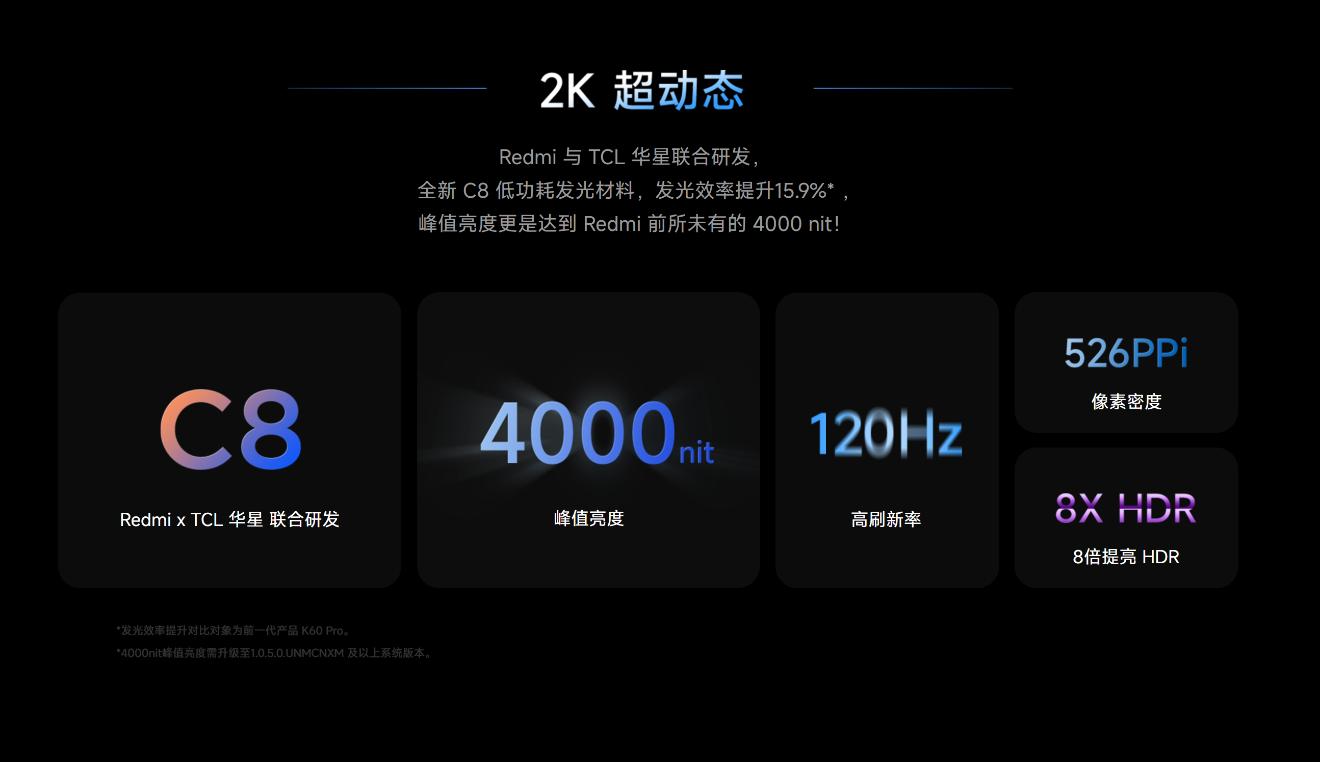 2K 超动态
Redmi 与 TCL 华星联合研发，
全新 C8 低功耗发光材料，发光效率提升15.9%*，
峰值亮度更是达到 Redmi 前所未有的 4000 nit！
C8
Redmi x TCL 华星 联合研发
4000nit
峰值亮度
120Hz
高刷新率
526PPi
像素密度
8X HDR
8倍提亮 HDR
*发光效率提升对比对象为前一代产品 K60 Pro。
*4000nit峰值亮度需升级至1.0.5.0.UNMCNXM 及以上系统版本。